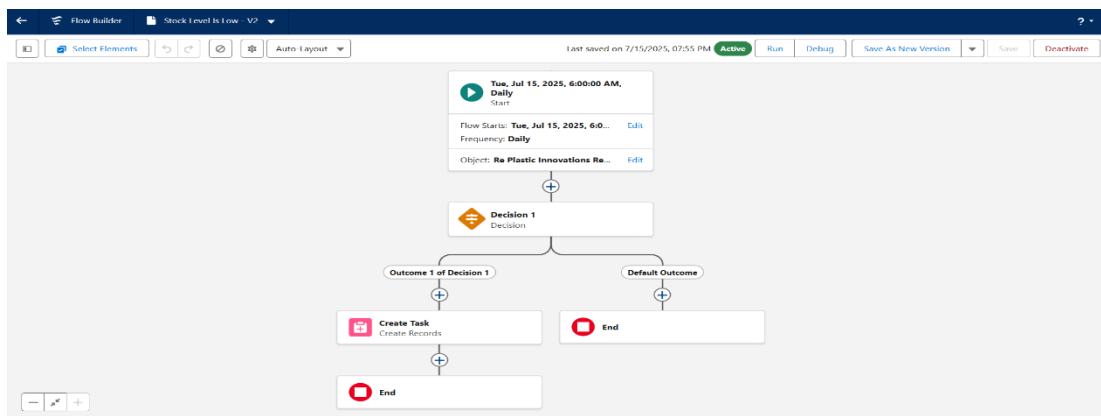 Flow Builder
Stock Level Is Low - V2
?
Select Elements
Auto-Layout
Last saved on 7/15/2025, 07:55 PM
Active
Run
Debug
Save As New Version
Save
Deactivate
Tue, Jul 15, 2025, 6:00:00 AM,
Daily
Start
Flow Starts: Tue, Jul 15, 2025, 6:0... Edit
Frequency: Daily
Object: Re Plastic Innovations Re... Edit
Decision 1
Decision
Outcome 1 of Decision 1
Default Outcome
Create Task
Create Records
End
End